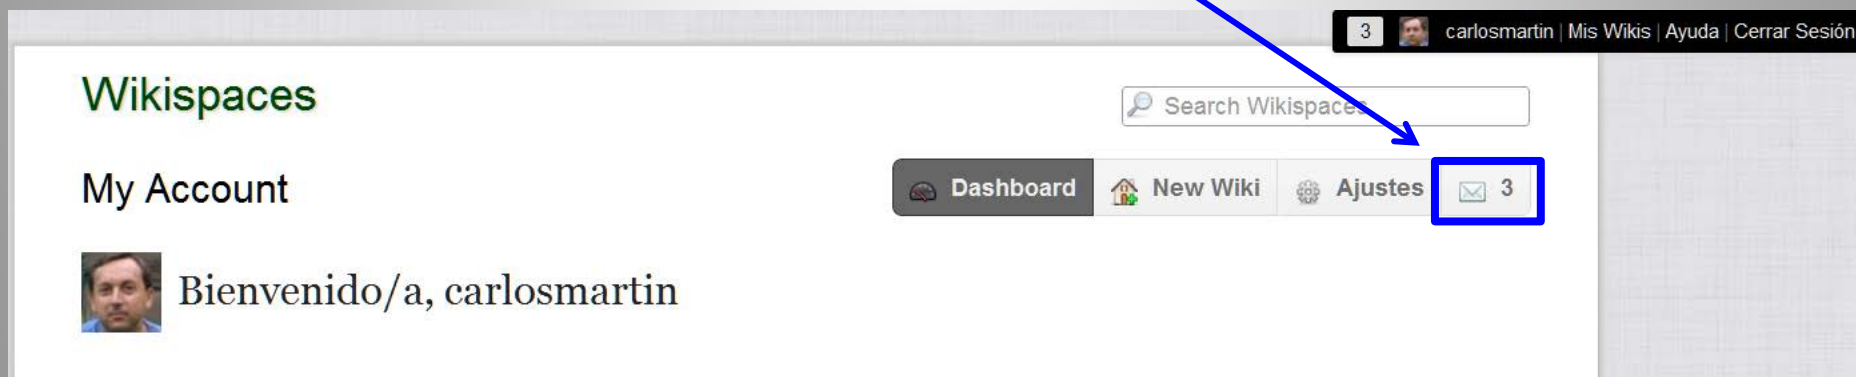 3 carlosmartin | Mis Wikis | Ayuda | Cerrar Sesión
Wikispaces
Search Wikispaces
My Account
Dashboard New Wiki Ajustes 3
Bienvenido/a, carlosmartin